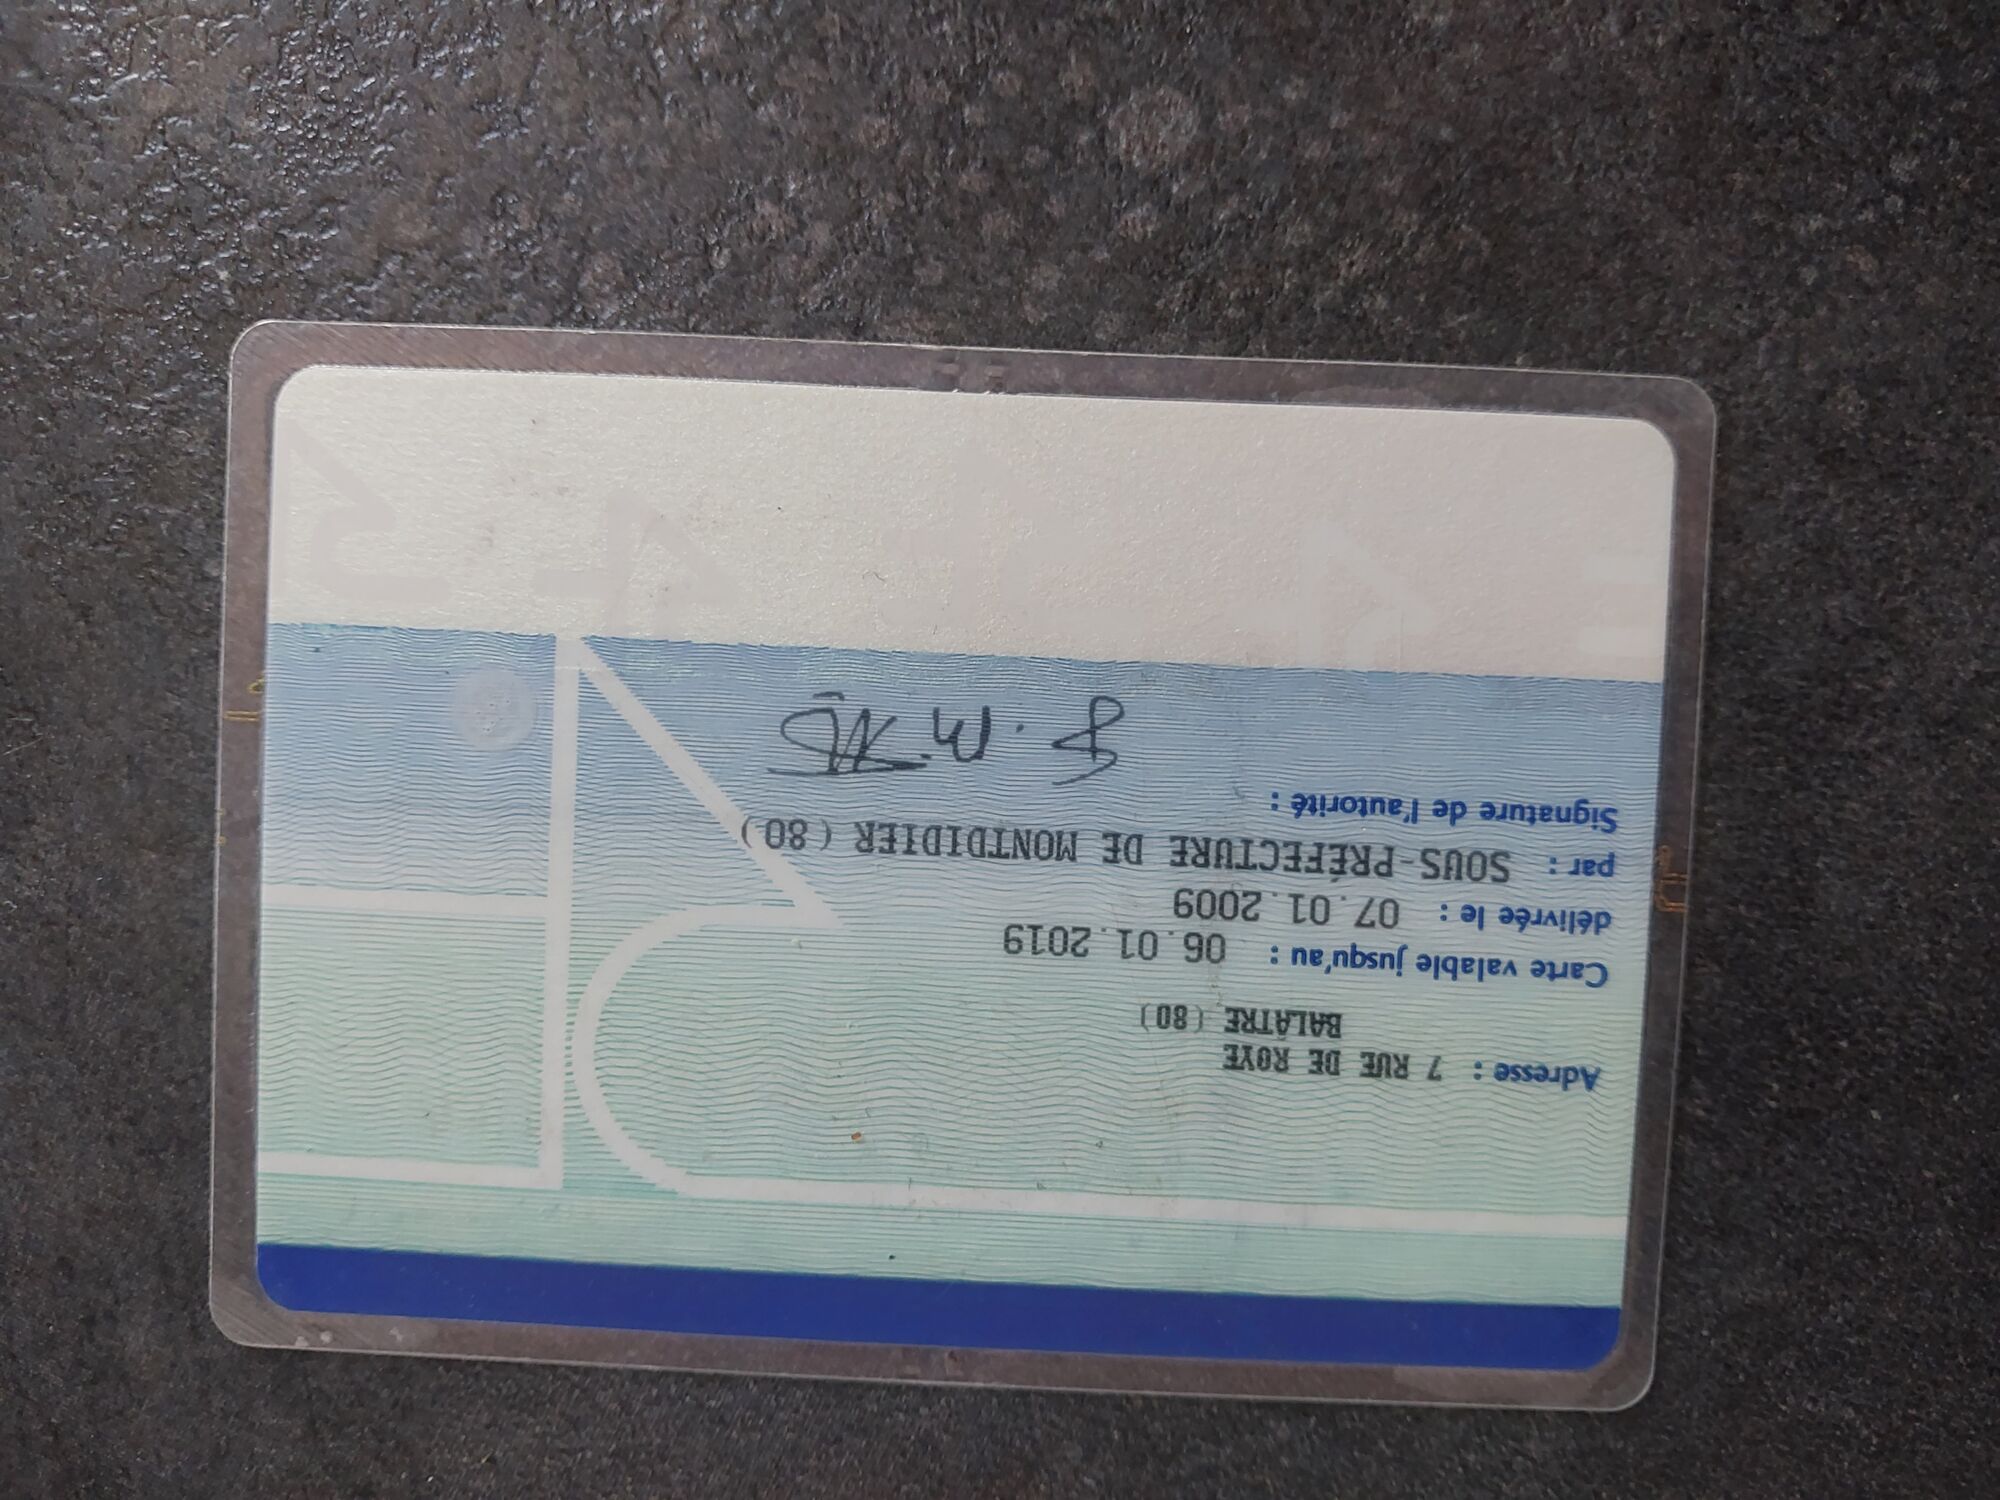 Adresse : 7 RUE DE ROYE
BALÂTRE (80)
Carte valable jusqu'au : 06.01.2019
délivrée le : 07.01.2009
par : SOUS-PRÉFECTURE DE MONTDIDIER (80)
Signature de l'autorité :